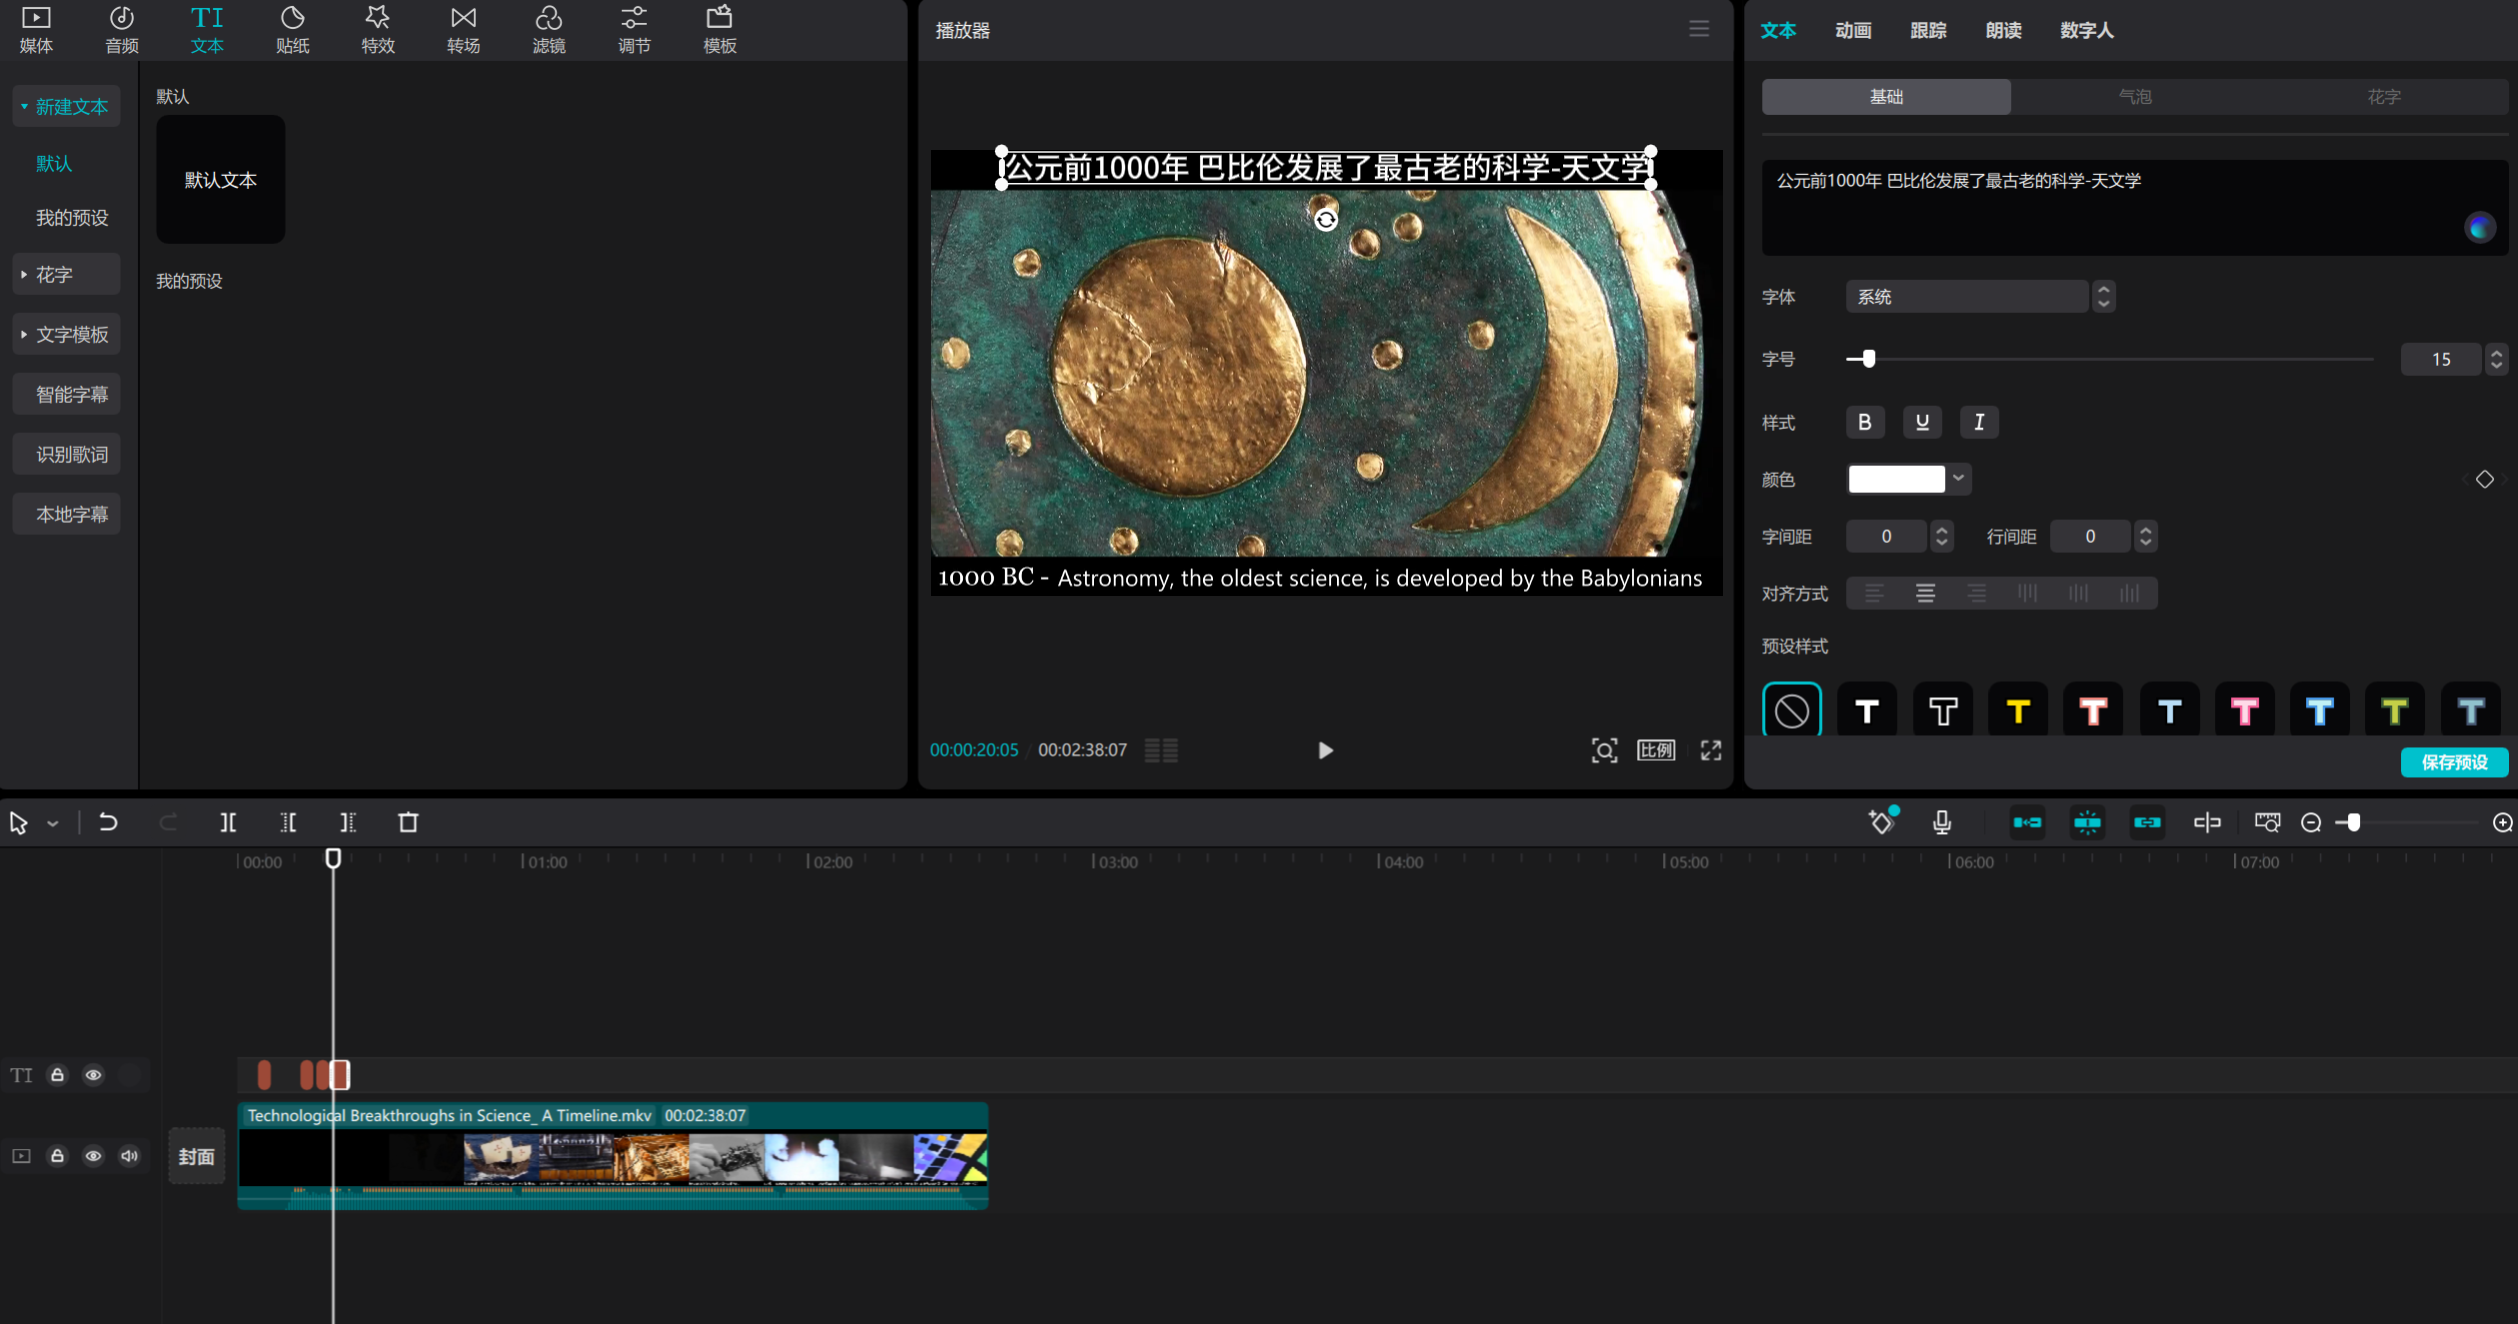 媒体 音频 文本 贴纸 特效 转场 滤镜 调节 模板
新建文本
默认
我的预设
花字
文字模板
智能字幕
识别歌词
本地字幕
默认
默认文本
我的预设
播放器
公元前1000年 巴比伦发展了最古老的科学-天文学
1000 BC - Astronomy, the oldest science, is developed by the Babylonians
00:00:20:05 / 00:02:38:07
比例
文本 动画 跟踪 朗读 数字人
基础 气泡 花字
公元前1000年 巴比伦发展了最古老的科学-天文学
字体 系统
字号 15
样式 B U I
颜色
字间距 0 行间距 0
对齐方式
预设样式
T T T T T T T T T
保存预设
00:00 01:00 02:00 03:00 04:00 05:00 06:00 07:00
TI
Technological Breakthroughs in Science_ A Timeline.mkv 00:02:38:07
封面